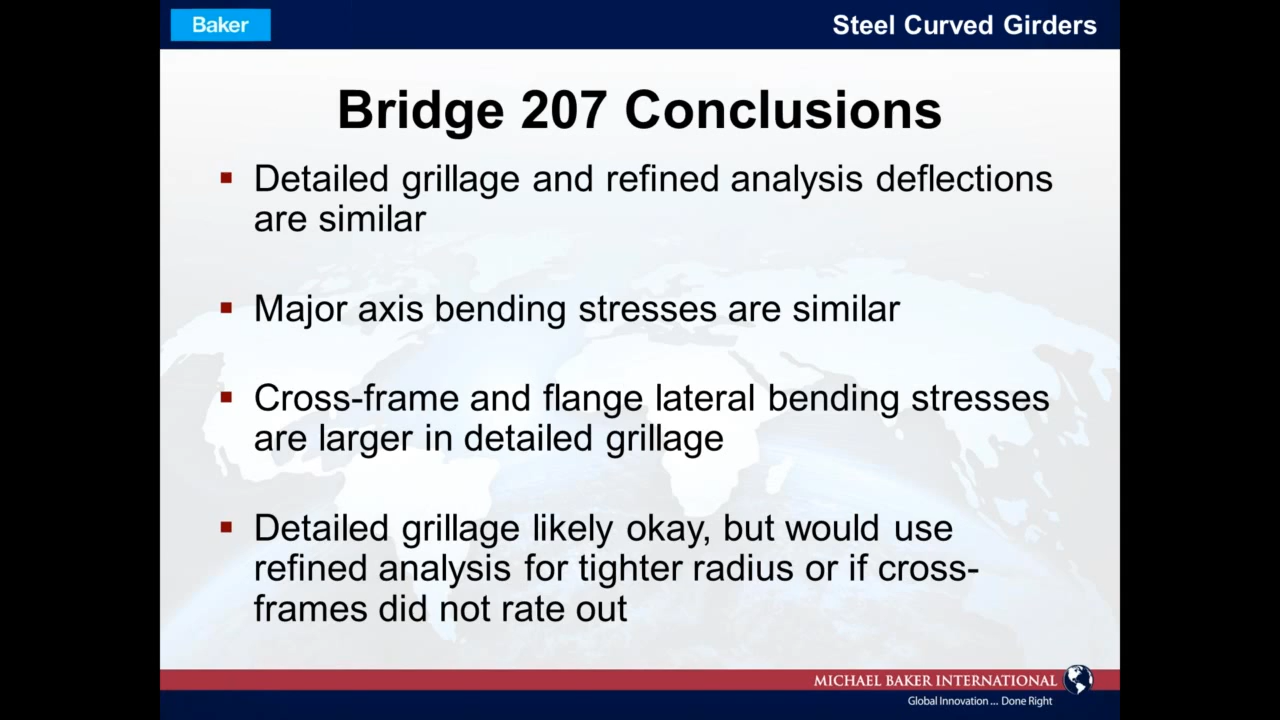 Baker
Steel Curved Girders
Bridge 207 Conclusions
▪ Detailed grillage and refined analysis deflections
are similar
▪ Major axis bending stresses are similar
▪ Cross-frame and flange lateral bending stresses
are larger in detailed grillage
▪ Detailed grillage likely okay, but would use
refined analysis for tighter radius or if cross-
frames did not rate out
MICHAEL BAKER INTERNATIONAL
Global Innovation ... Done Right